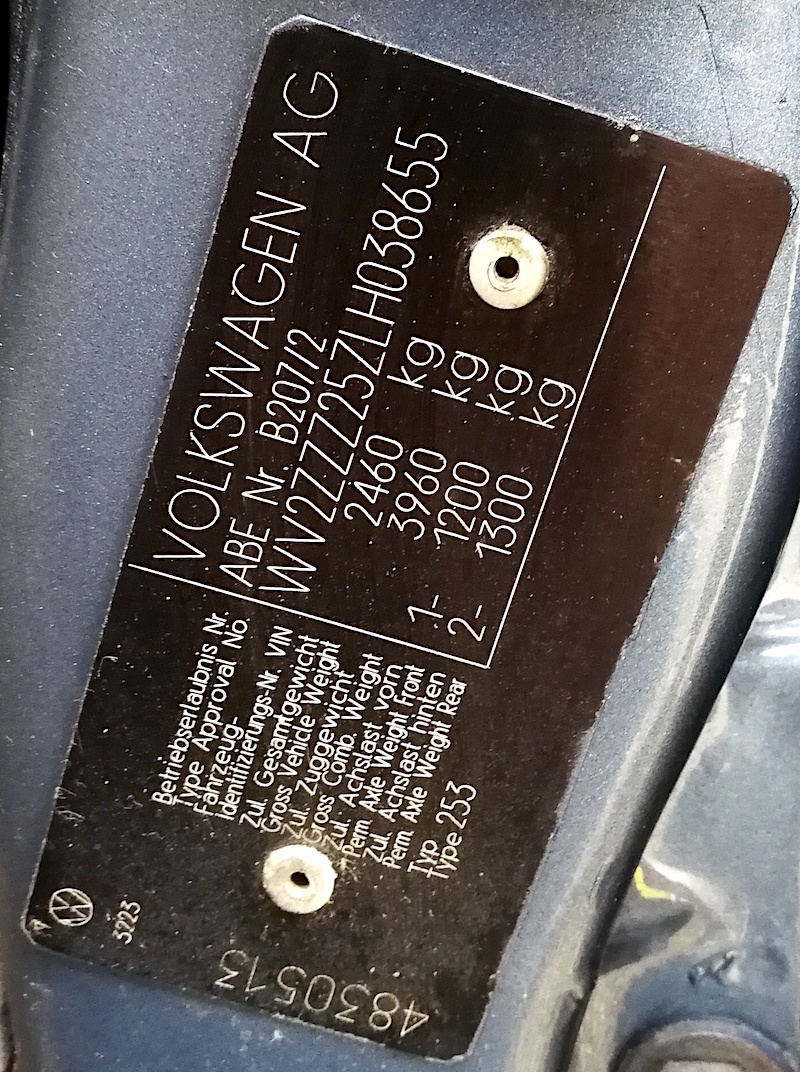 VOLKSWAGEN AG
Betriebserlaubnis Nr.
Type Approval No.
ABE Nr. B207/2
Fahrzeug-
Identifizierungs-Nr. VIN
WV2ZZZ25ZLH038655
Zul. Gesamtgewicht
Gross Vehicle Weight
2460 kg
Zul. Zuggewicht
Gross Comb. Weight
3960 kg
Zul. Achslast vorn
Perm. Axle Weight Front
1- 1200 kg
Zul. Achslast hinten
Perm. Axle Weight Rear
2- 1300 kg
Typ
Type 253
3223
4830513